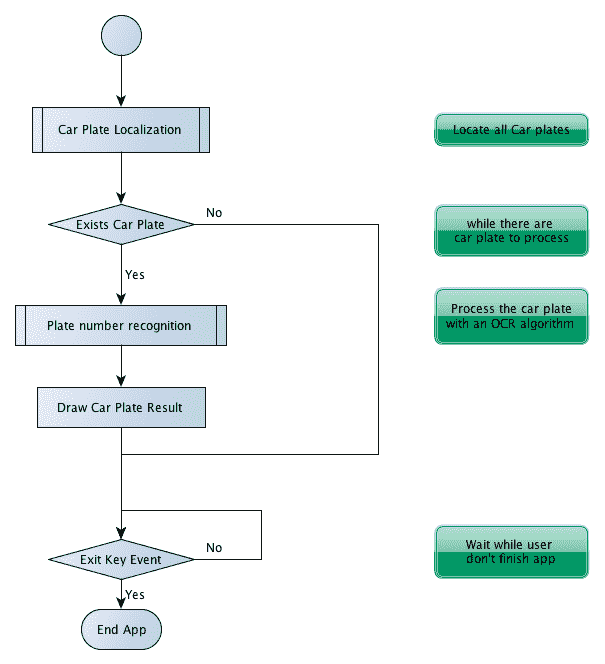 Car Plate Localization
Locate all Car plates
Exists Car Plate
No
while there are
car plate to process
Yes
Plate number recognition
Process the car plate
with an OCR algorithm
Draw Car Plate Result
Exit Key Event
No
Wait while user
don't finish app
Yes
End App